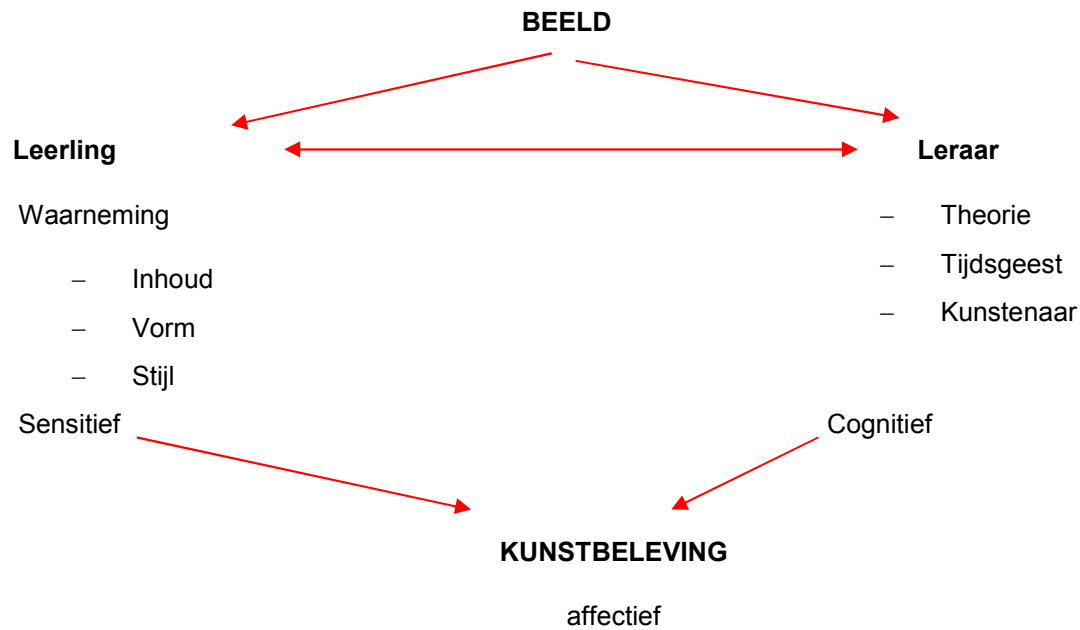 BEELD
Leerling
Leraar
Waarneming
– Inhoud
– Vorm
– Stijl
– Theorie
– Tijdsgeest
– Kunstenaar
Sensitief
Cognitief
KUNSTBELEVING
affectief